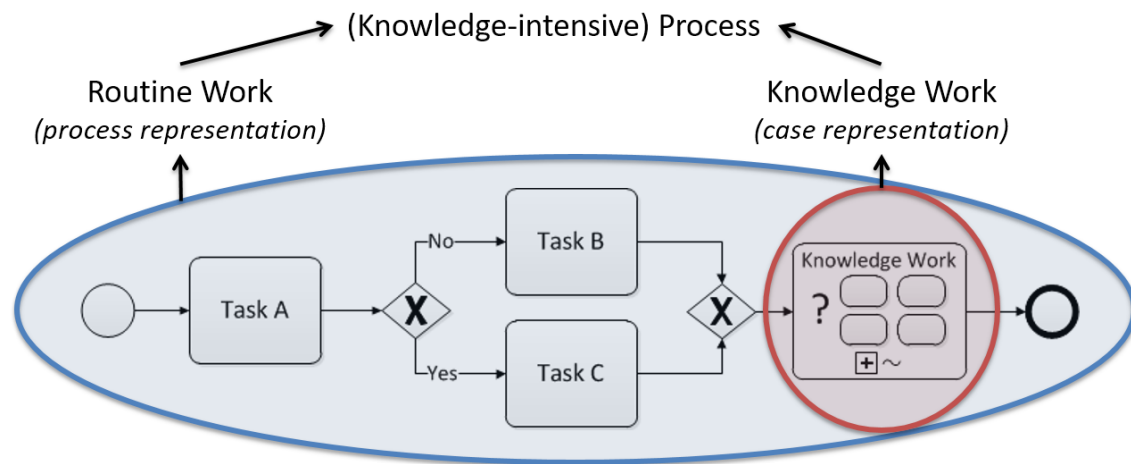 (Knowledge-intensive) Process
Routine Work
(process representation)
Knowledge Work
(case representation)
Task A
X
No
Yes
Task B
Task C
X
Knowledge Work
?
+ ~